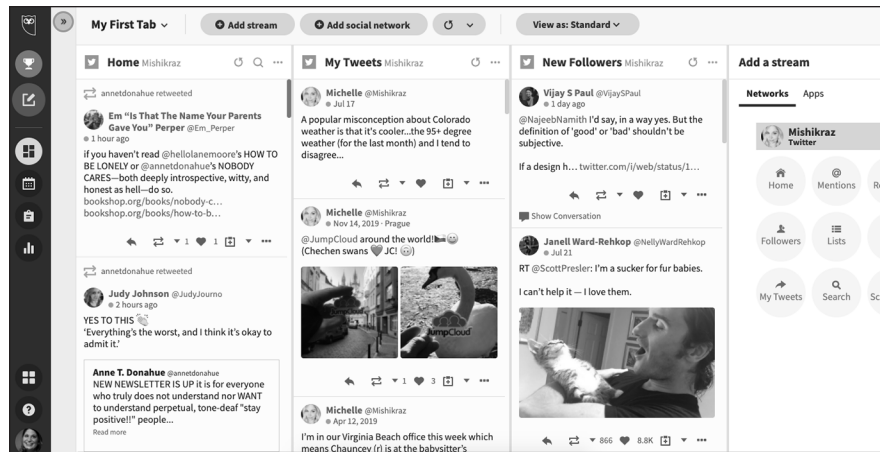 My First Tab
Add stream
Add social network
View as: Standard
Home Mishikraz
annetdonahue retweeted
Em “Is That The Name Your Parents
Gave You” Perper @Em_Perper
1 hour ago
if you haven't read @hellolanemoore's HOW TO
BE LONELY or @annetdonahue's NOBODY
CARES—both deeply introspective, witty, and
honest as hell—do so.
bookshop.org/books/nobody-c...
bookshop.org/books/how-to-b...
1 1
annetdonahue retweeted
Judy Johnson @JudyJourno
2 hours ago
YES TO THIS
'Everything's the worst, and I think it's okay to
admit it.'
Anne T. Donahue @annetdonahue
NEW NEWSLETTER IS UP it is for everyone
who truly does not understand nor WANT
to understand perpetual, tone-deaf "stay
positive!!" people...
Read more
My Tweets Mishikraz
Michelle @Mishikraz
Jul 17
A popular misconception about Colorado
weather is that it's cooler...the 95+ degree
weather (for the last month) and I tend to
disagree...
Michelle @Mishikraz
Nov 14, 2019 · Prague
@JumpCloud around the world!
(Chechen swans JC! )
JumpCloud
1 3
Michelle @Mishikraz
Apr 12, 2019
I'm in our Virginia Beach office this week which
means Chauncey (r) is at the babysitter's
New Followers Mishikraz
Vijay S Paul @VijaySPaul
1 day ago
@NajeebNamith I'd say, in a way yes. But the
definition of 'good' or 'bad' shouldn't be
subjective.
If a design h... twitter.com/i/web/status/1...
Show Conversation
Janell Ward-Rehkop @NellyWardRehkop
Jul 21
RT @ScottPresler: I'm a sucker for fur babies.
I can't help it — I love them.
866 8.8K
Add a stream
Networks Apps
Mishikraz
Twitter
Home Mentions
Followers Lists
My Tweets Search